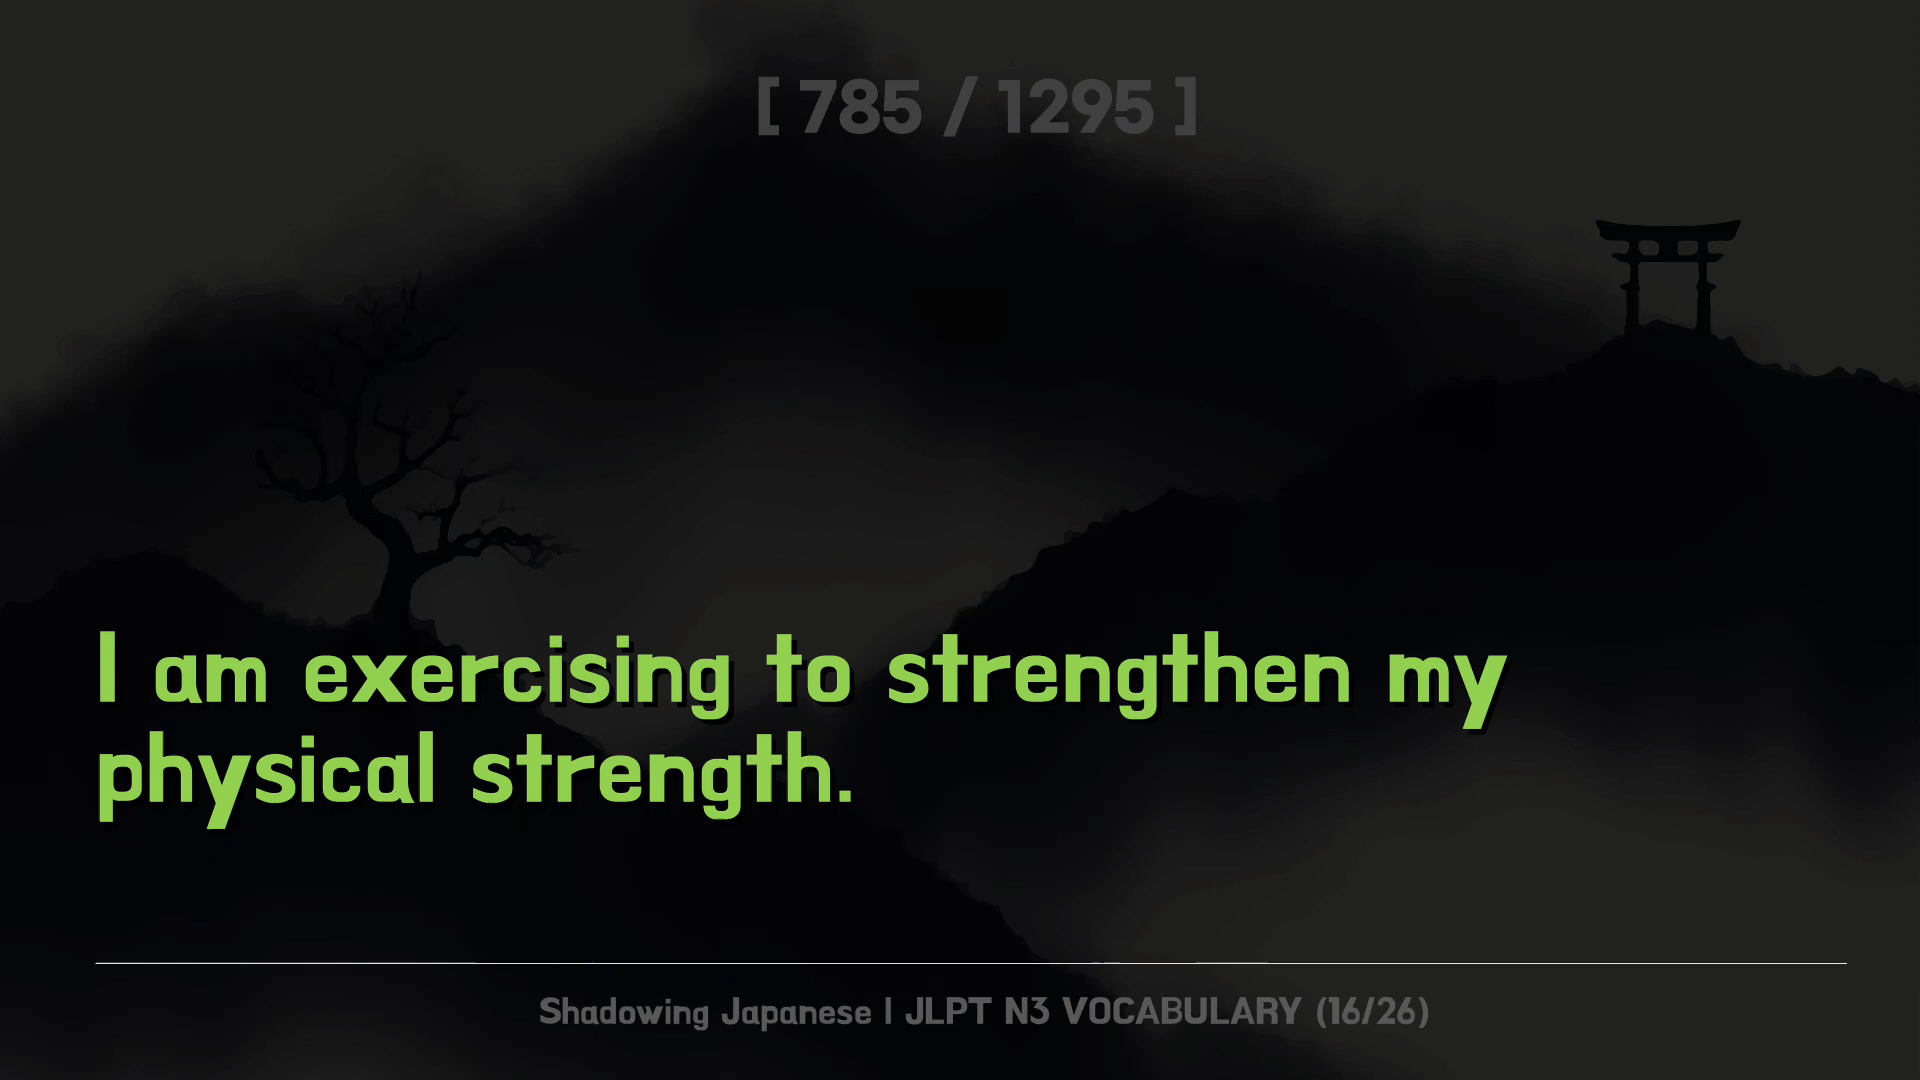 [ 785 / 1295 ]
I am exercising to strengthen my
physical strength.
Shadowing Japanese | JLPT N3 VOCABULARY (16/26)